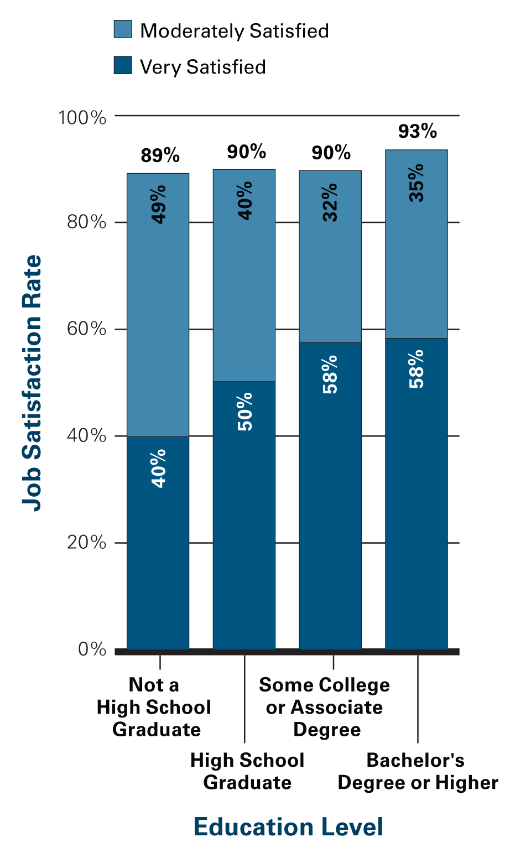 Moderately Satisfied
Very Satisfied
100%
80%
60%
40%
20%
0%
Job Satisfaction Rate
89%
49%
40%
90%
40%
50%
90%
32%
58%
93%
35%
58%
Not a
High School
Graduate
High School
Graduate
Some College
or Associate
Degree
Bachelor's
Degree or Higher
Education Level